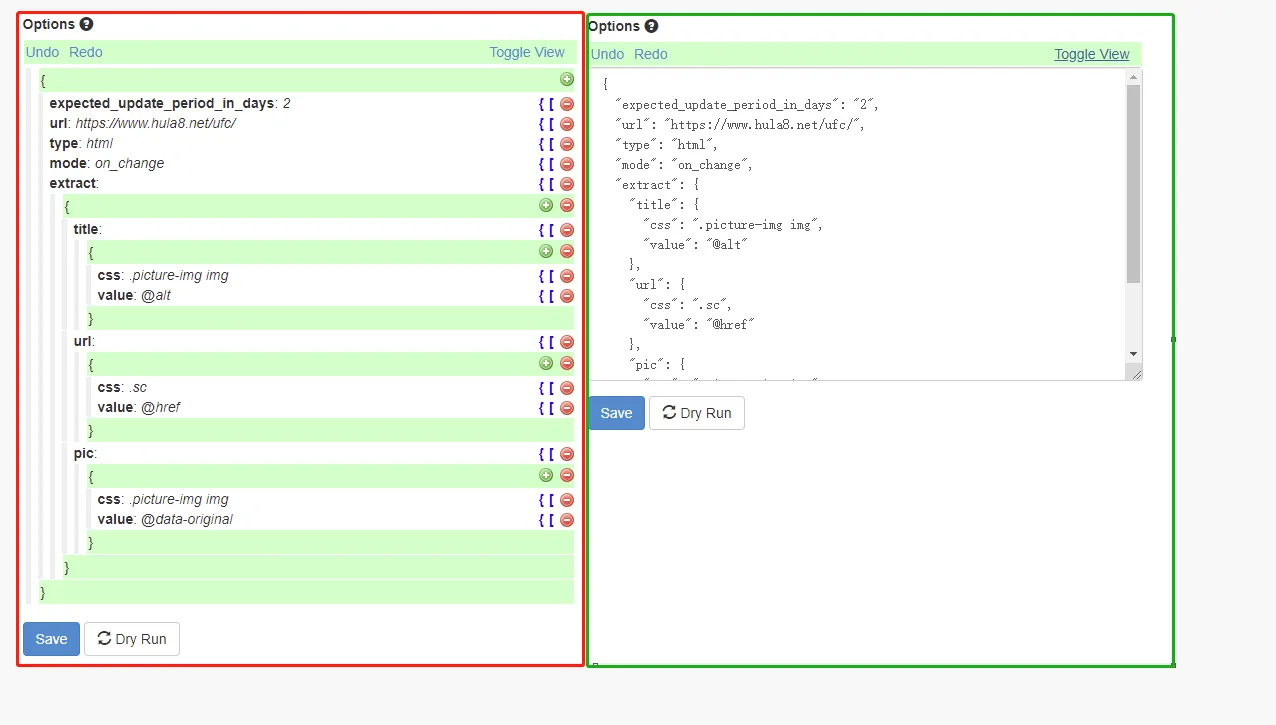 Options
Undo Redo Toggle View
{
expected_update_period_in_days: 2 { [
url: https://www.hula8.net/ufc/ { [
type: html { [
mode: on_change { [
extract: { [
{
title: { [
{
css: .picture-img img { [
value: @alt { [
}
url: { [
{
css: .sc { [
value: @href { [
}
pic: { [
{
css: .picture-img img { [
value: @data-original { [
}
}
}
Save Dry Run
Options
Undo Redo Toggle View
{
"expected_update_period_in_days": "2",
"url": "https://www.hula8.net/ufc/",
"type": "html",
"mode": "on_change",
"extract": {
"title": {
"css": ".picture-img img",
"value": "@alt"
},
"url": {
"css": ".sc",
"value": "@href"
},
"pic": {
Save Dry Run